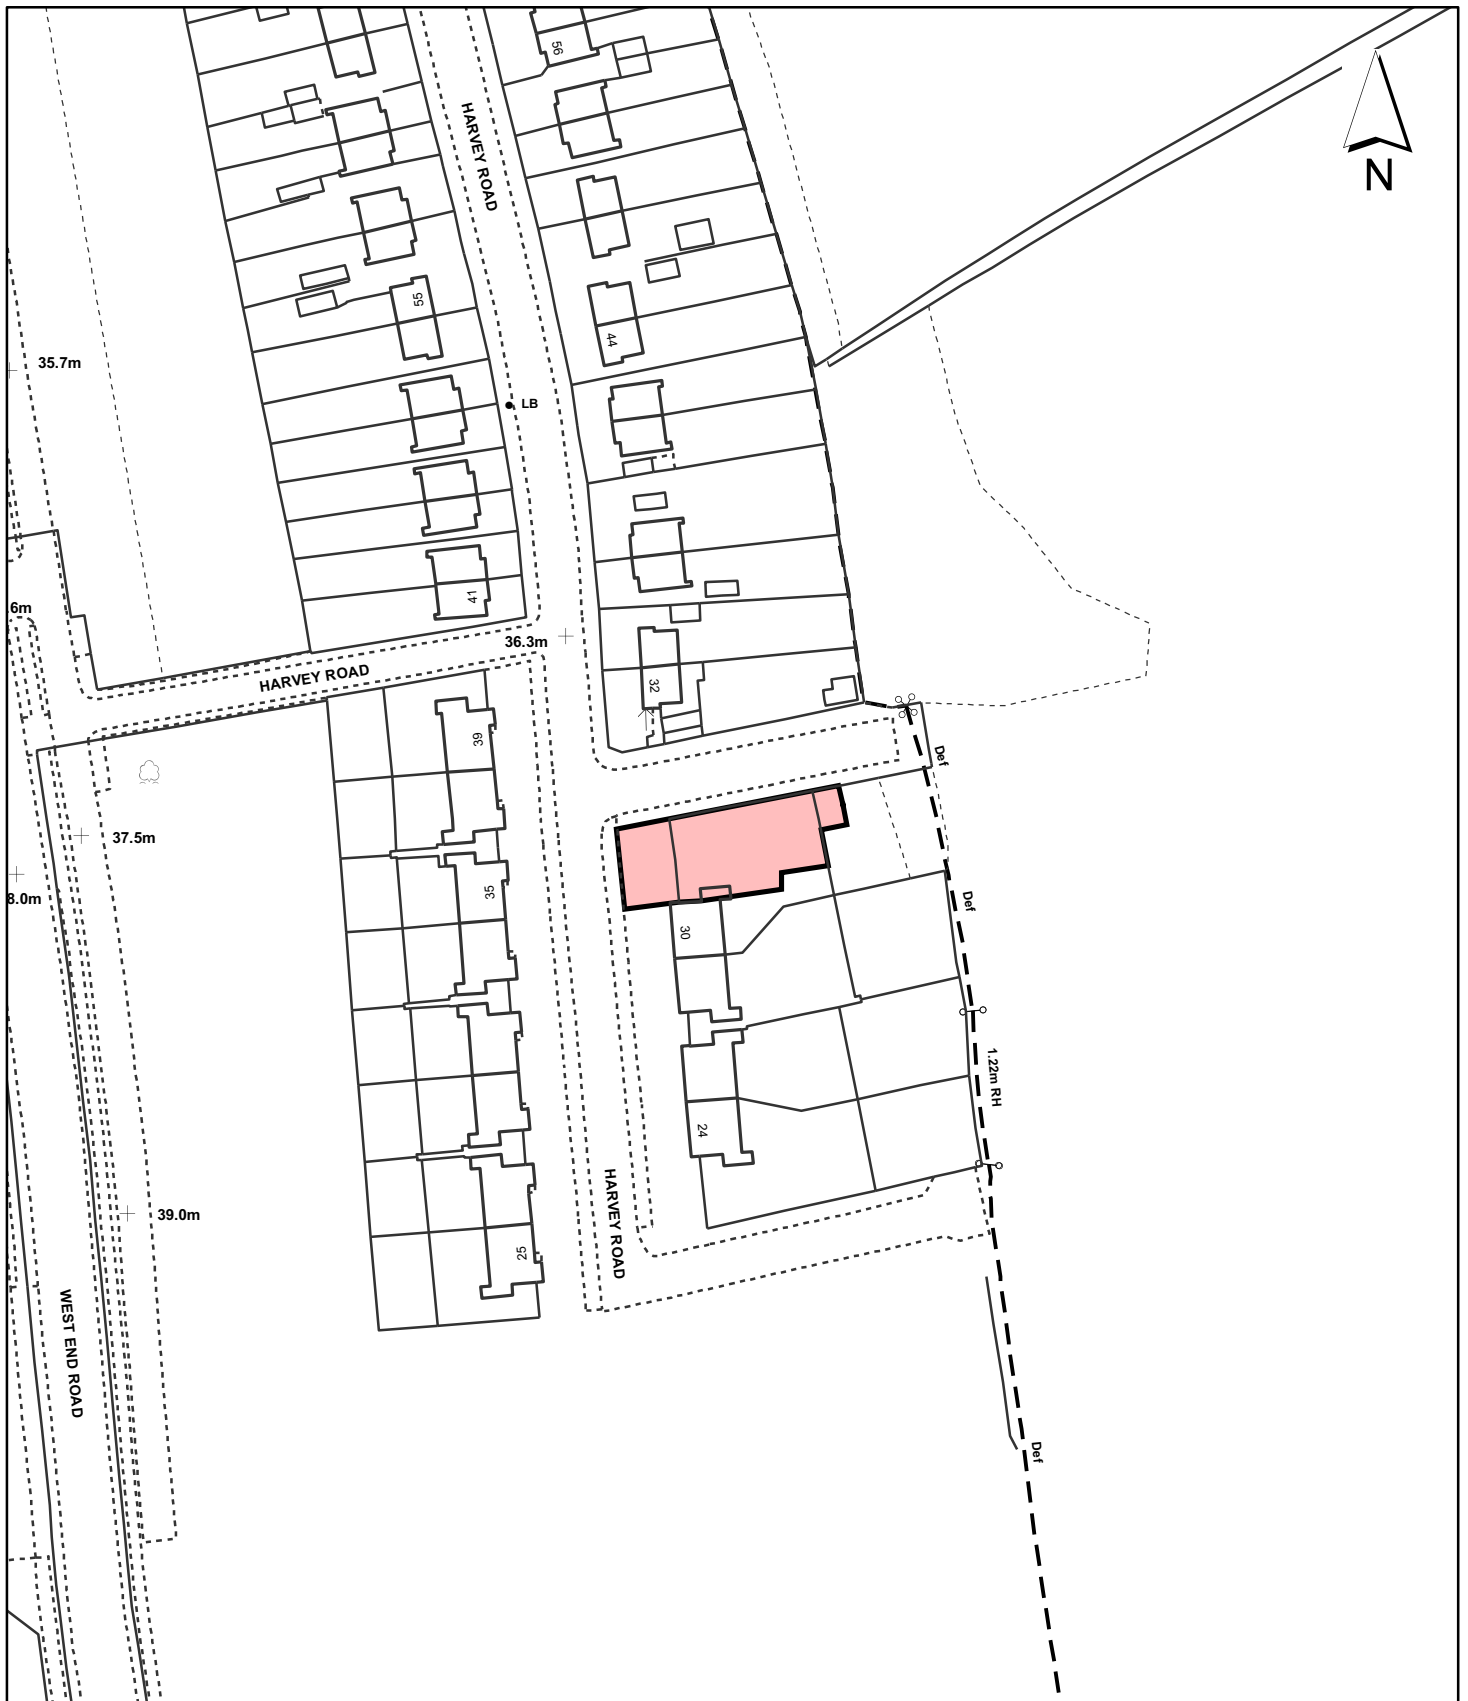 56
HARVEY ROAD
N
55
44
35.7m
LB
41
.6m
36.3m
HARVEY ROAD
32
39
Def
37.5m
35
8.0m
Def
30
1.22m RH
24
HARVEY ROAD
39.0m
25
WEST END ROAD
Def